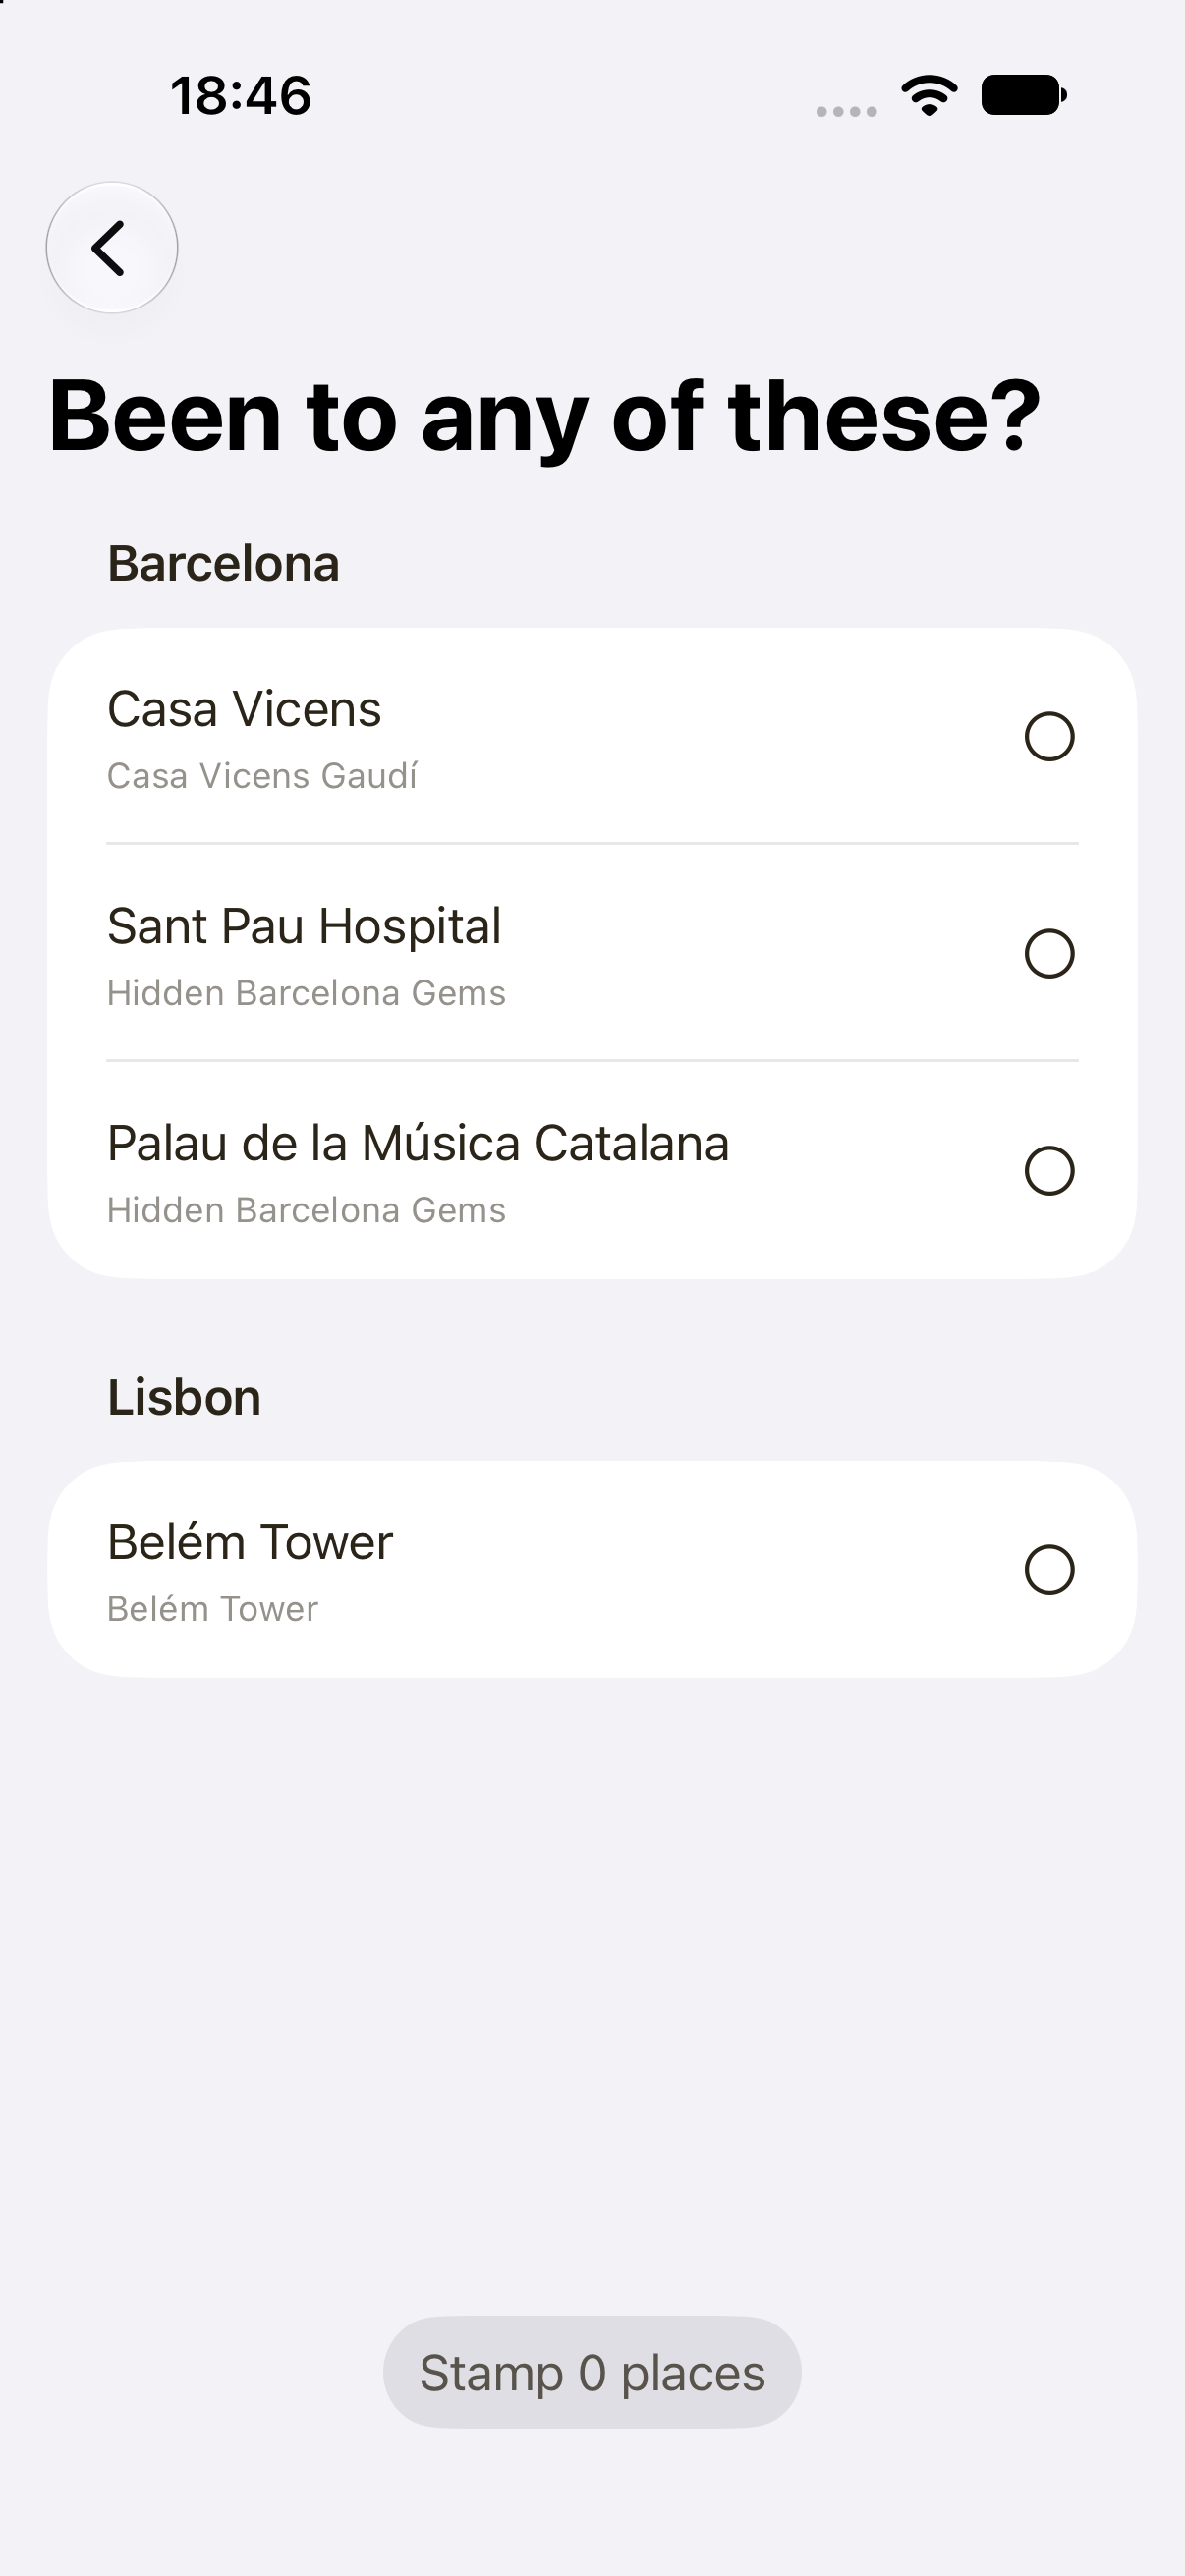 18:46
Been to any of these?
Barcelona
Casa Vicens
Casa Vicens Gaudí
Sant Pau Hospital
Hidden Barcelona Gems
Palau de la Música Catalana
Hidden Barcelona Gems
Lisbon
Belém Tower
Belém Tower
Stamp 0 places